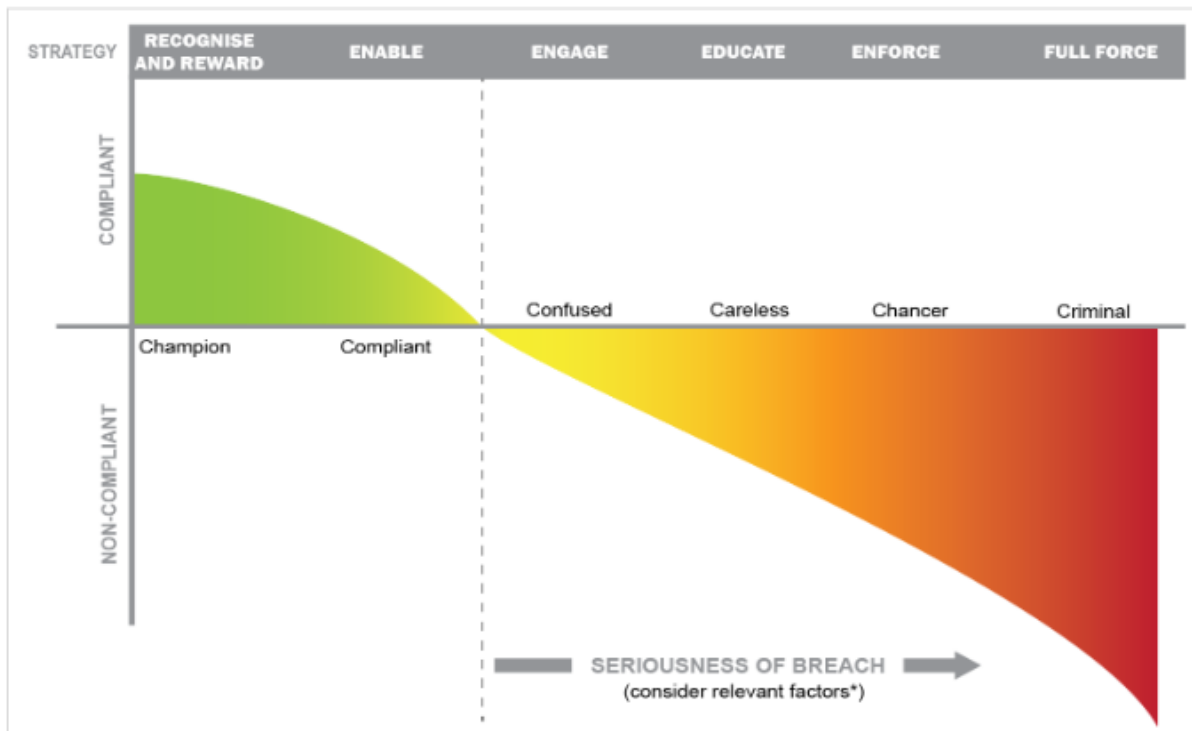 STRATEGY
RECOGNISE
AND REWARD
ENABLE
ENGAGE
EDUCATE
ENFORCE
FULL FORCE
COMPLIANT
Confused
Careless
Chancer
Criminal
Champion
Compliant
NON-COMPLIANT
SERIOUSNESS OF BREACH
(consider relevant factors*)